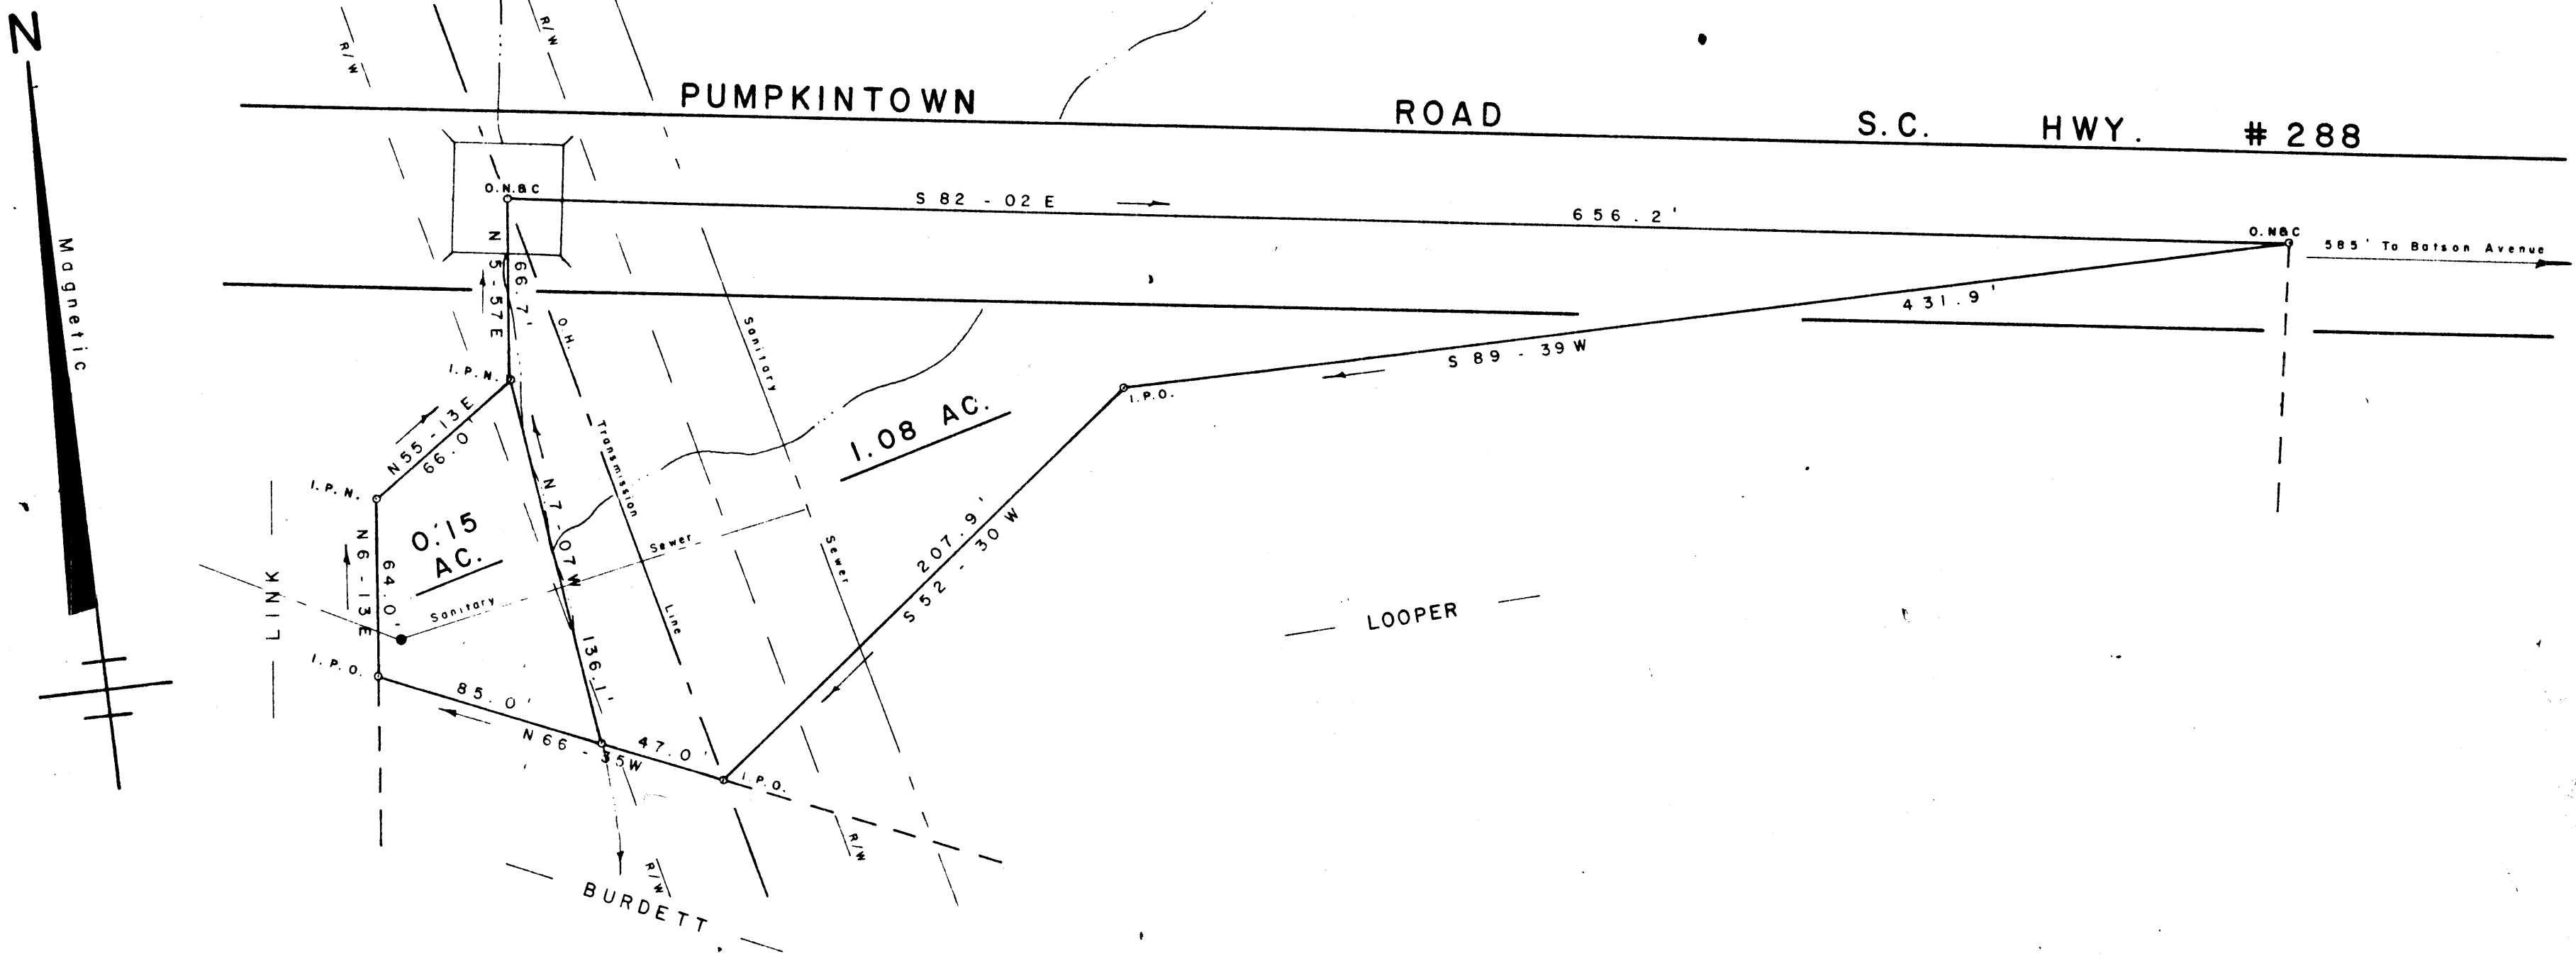 N
Magnetic
R/W
R/W
PUMPKINTOWN ROAD S.C. HWY. # 288
O.N.&C
S 82 - 02 E
656.2'
O.N&C
585' To Batson Avenue
N 5 - 57 E
66.7'
431.9'
S 89 - 39 W
I.P.O.
I.P.N.
O.H. Transmission Line
Sanitary Sewer
N 55 - 13 E
66.0'
1.08 AC.
I.P.N.
0.15
AC.
N 7 - 07 W
136.1'
N 6 - 13 E
64.0'
LINK
Sanitary Sewer
207.9'
S 52 - 30 W
LOOPER
I.P.O.
85.0'
N 66 - 35 W
47.0'
I.P.O.
R/W
R/W
BURDETT